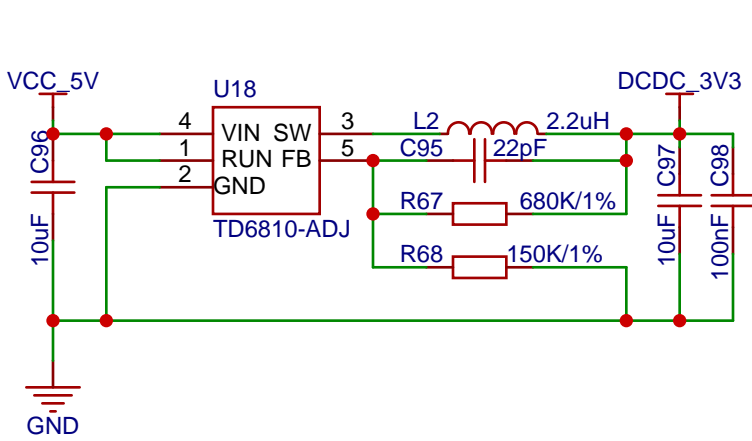 VCC_5V
DCDC_3V3
U18
4
VIN SW
3
L2
2.2uH
1
RUN FB
5
C95
22pF
2
GND
C96
10uF
R67
680K/1%
TD6810-ADJ
R68
150K/1%
C97
10uF
C98
100nF
GND